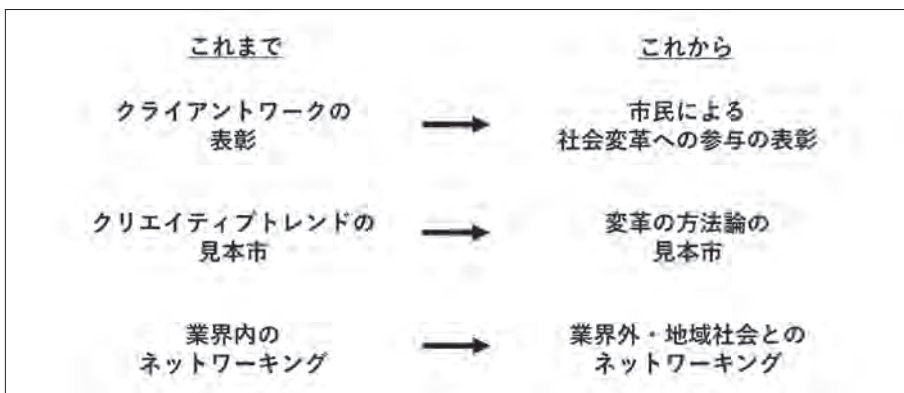 これまで
これから
クライアントワークの
表彰
市民による
社会変革への参与の表彰
クリエイティブトレンドの
見本市
変革の方法論の
見本市
業界内の
ネットワーキング
業界外・地域社会との
ネットワーキング